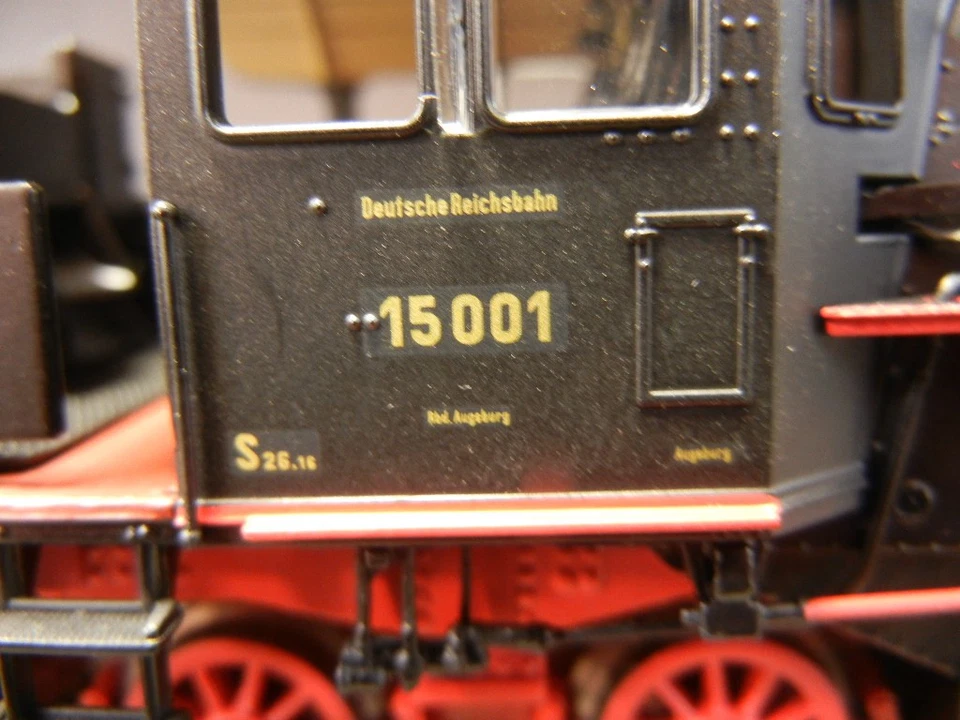 Deutsche Reichsbahn
15 001
Rbd. Augsburg
S 26.16
Augsburg